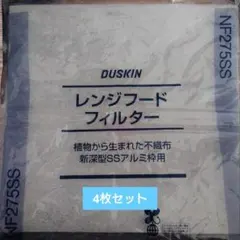 DUSKIN
レンジフード
フィルター
植物から生まれた不織布
新深型SSアルミ枠用
4枚セット
NF275SS
NF275SS